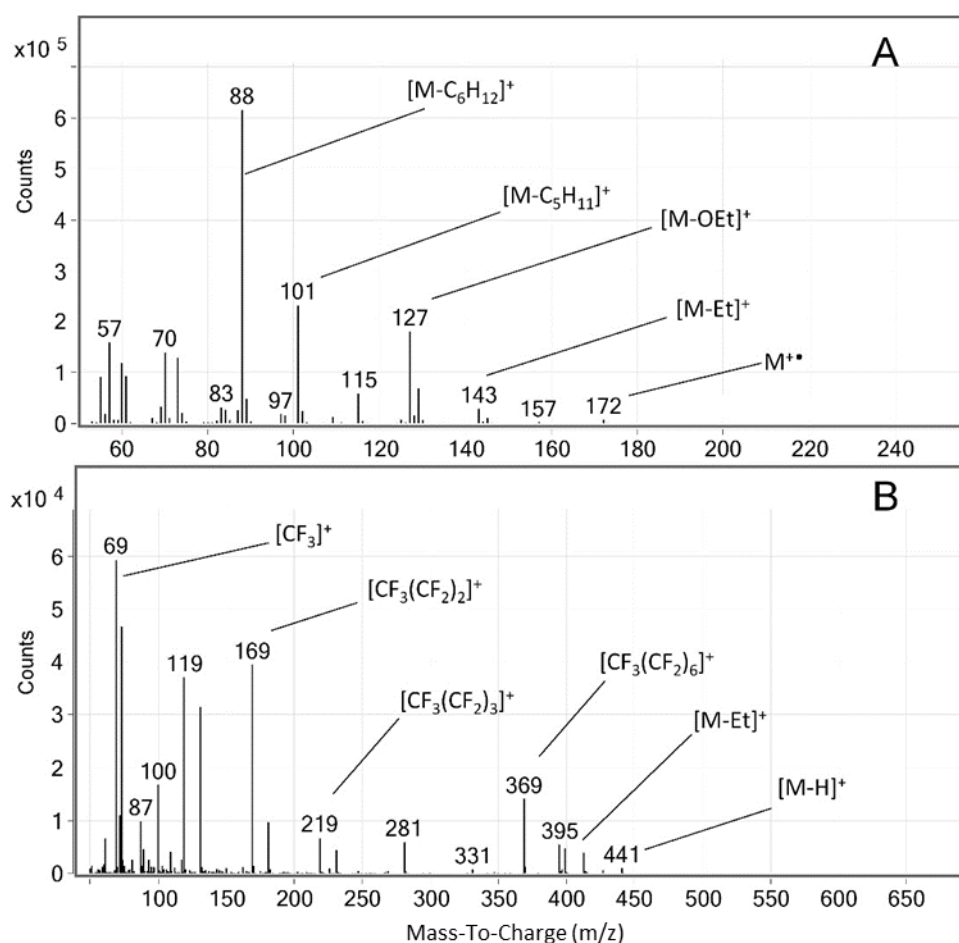 x10 5
A
[M-C6H12]+
88
6
[M-C5H11]+
5
[M-OEt]+
4
Counts
101
3
[M-Et]+
127
2
57
70
M+•
1
115
83
97
143
157
172
0
60 80 100 120 140 160 180 200 220 240
x10 4
B
[CF3]+
69
6
[CF3(CF2)2]+
5
169
119
[CF3(CF2)6]+
4
Counts
[CF3(CF2)3]+
3
[M-Et]+
2
100
369
[M-H]+
1
87
219
281
395
331
441
0
100 150 200 250 300 350 400 450 500 550 600 650
Mass-To-Charge (m/z)